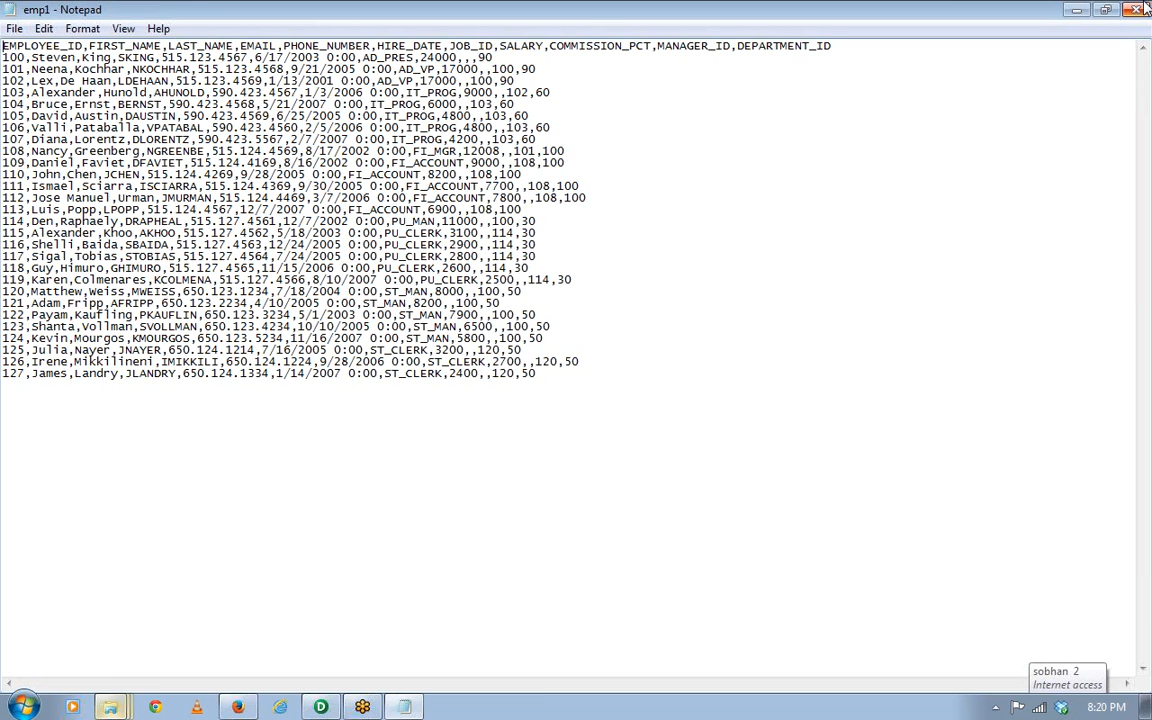 emp1 - Notepad
File Edit Format View Help
EMPLOYEE_ID,FIRST_NAME,LAST_NAME,EMAIL,PHONE_NUMBER,HIRE_DATE,JOB_ID,SALARY,COMMISSION_PCT,MANAGER_ID,DEPARTMENT_ID
100,Steven,King,SKING,515.123.4567,6/17/2003 0:00,AD_PRES,24000,,,90
101,Neena,Kochhar,NKOCHHAR,515.123.4568,9/21/2005 0:00,AD_VP,17000,,100,90
102,Lex,De Haan,LDEHAAN,515.123.4569,1/13/2001 0:00,AD_VP,17000,,100,90
103,Alexander,Hunold,AHUNOLD,590.423.4567,1/3/2006 0:00,IT_PROG,9000,,102,60
104,Bruce,Ernst,BERNST,590.423.4568,5/21/2007 0:00,IT_PROG,6000,,103,60
105,David,Austin,DAUSTIN,590.423.4569,6/25/2005 0:00,IT_PROG,4800,,103,60
106,Valli,Pataballa,VPATABAL,590.423.4560,2/5/2006 0:00,IT_PROG,4800,,103,60
107,Diana,Lorentz,DLORENTZ,590.423.5567,2/7/2007 0:00,IT_PROG,4200,,103,60
108,Nancy,Greenberg,NGREENBE,515.124.4569,8/17/2002 0:00,FI_MGR,12008,,101,100
109,Daniel,Faviet,DFAVIET,515.124.4169,8/16/2002 0:00,FI_ACCOUNT,9000,,108,100
110,John,Chen,JCHEN,515.124.4269,9/28/2005 0:00,FI_ACCOUNT,8200,,108,100
111,Ismael,Sciarra,ISCIARRA,515.124.4369,9/30/2005 0:00,FI_ACCOUNT,7700,,108,100
112,Jose Manuel,Urman,JMURMAN,515.124.4469,3/7/2006 0:00,FI_ACCOUNT,7800,,108,100
113,Luis,Popp,LPOPP,515.124.4567,12/7/2007 0:00,FI_ACCOUNT,6900,,108,100
114,Den,Raphaely,DRAPHEAL,515.127.4561,12/7/2002 0:00,PU_MAN,11000,,100,30
115,Alexander,Khoo,AKHOO,515.127.4562,5/18/2003 0:00,PU_CLERK,3100,,114,30
116,Shelli,Baida,SBAIDA,515.127.4563,12/24/2005 0:00,PU_CLERK,2900,,114,30
117,Sigal,Tobias,STOBIAS,515.127.4564,7/24/2005 0:00,PU_CLERK,2800,,114,30
118,Guy,Himuro,GHIMURO,515.127.4565,11/15/2006 0:00,PU_CLERK,2600,,114,30
119,Karen,Colmenares,KCOLMENA,515.127.4566,8/10/2007 0:00,PU_CLERK,2500,,114,30
120,Matthew,Weiss,MWEISS,650.123.1234,7/18/2004 0:00,ST_MAN,8000,,100,50
121,Adam,Fripp,AFRIPP,650.123.2234,4/10/2005 0:00,ST_MAN,8200,,100,50
122,Payam,Kaufling,PKAUFLIN,650.123.3234,5/1/2003 0:00,ST_MAN,7900,,100,50
123,Shanta,Vollman,SVOLLMAN,650.123.4234,10/10/2005 0:00,ST_MAN,6500,,100,50
124,Kevin,Mourgos,KMOURGOS,650.123.5234,11/16/2007 0:00,ST_MAN,5800,,100,50
125,Julia,Nayer,JNAYER,650.124.1214,7/16/2005 0:00,ST_CLERK,3200,,120,50
126,Irene,Mikkilineni,IMIKKILI,650.124.1224,9/28/2006 0:00,ST_CLERK,2700,,120,50
127,James,Landry,JLANDRY,650.124.1334,1/14/2007 0:00,ST_CLERK,2400,,120,50
sobhan 2
Internet access
8:20 PM